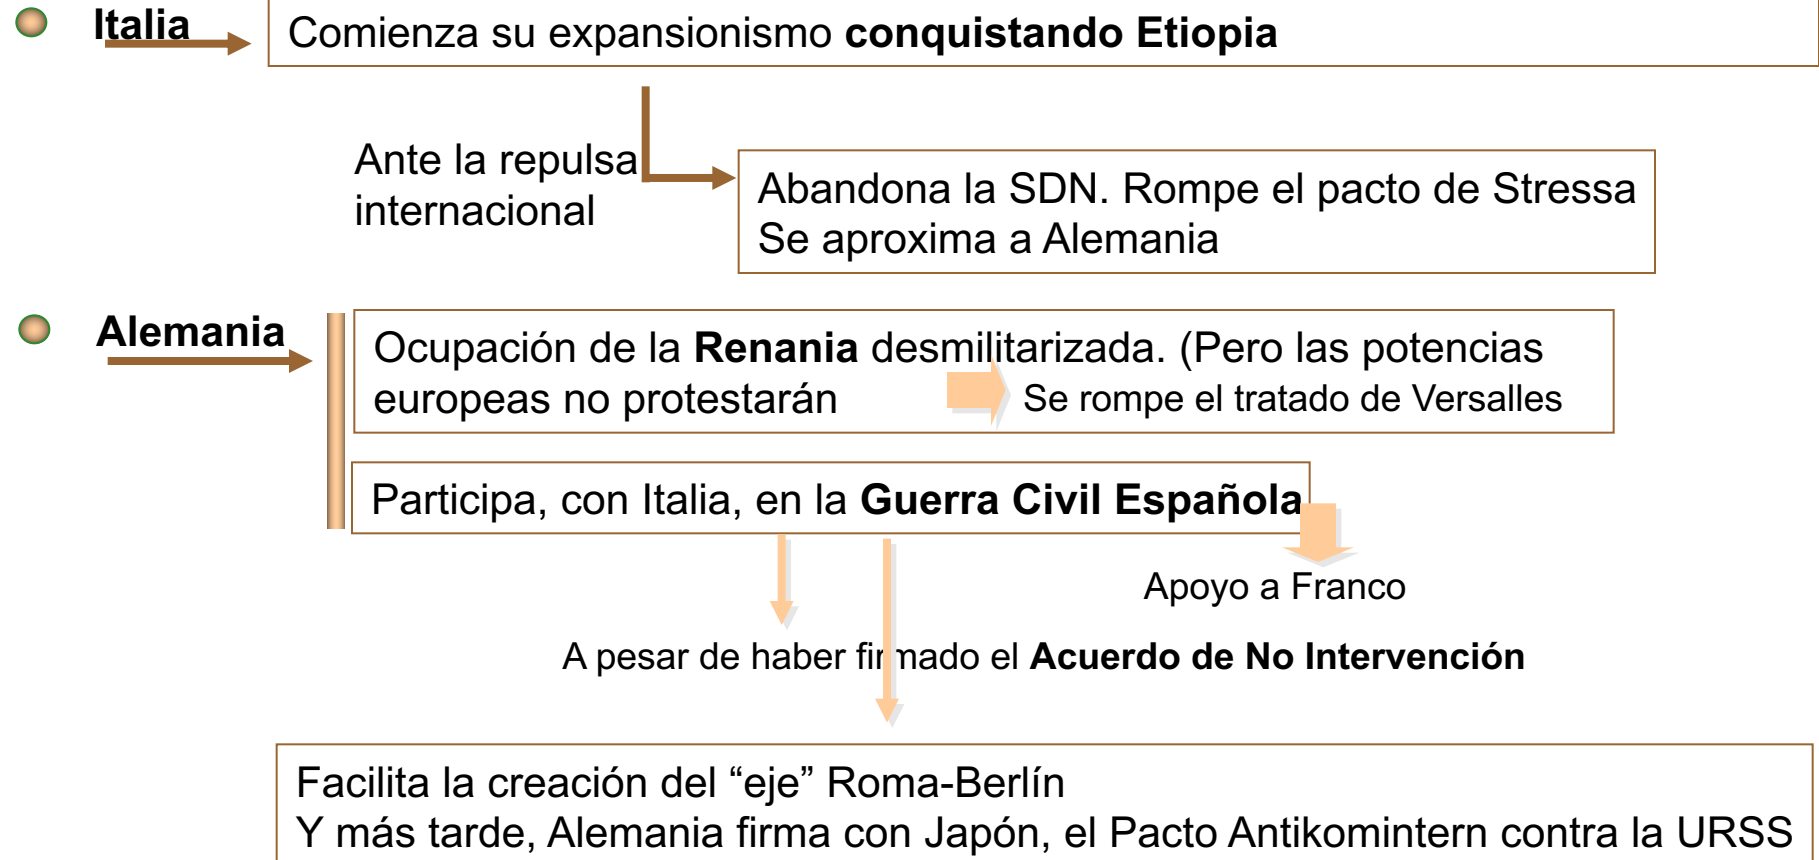 Italia
Comienza su expansionismo conquistando Etiopia
Ante la repulsa
internacional
Abandona la SDN. Rompe el pacto de Stressa
Se aproxima a Alemania
Alemania
Ocupación de la Renania desmilitarizada. (Pero las potencias
europeas no protestarán
Se rompe el tratado de Versalles
Participa, con Italia, en la Guerra Civil Española
Apoyo a Franco
A pesar de haber firmado el Acuerdo de No Intervención
Facilita la creación del “eje” Roma-Berlín
Y más tarde, Alemania firma con Japón, el Pacto Antikomintern contra la URSS